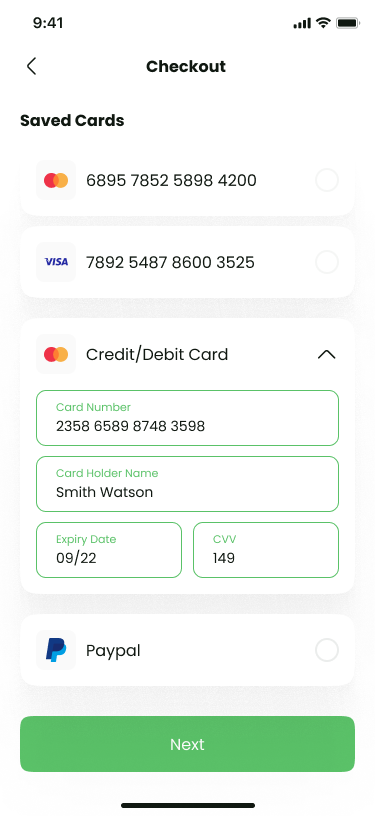 9:41
Checkout
Saved Cards
6895 7852 5898 4200
VISA
7892 5487 8600 3525
Credit/Debit Card
Card Number
2358 6589 8748 3598
Card Holder Name
Smith Watson
Expiry Date
09/22
CVV
149
Paypal
Next